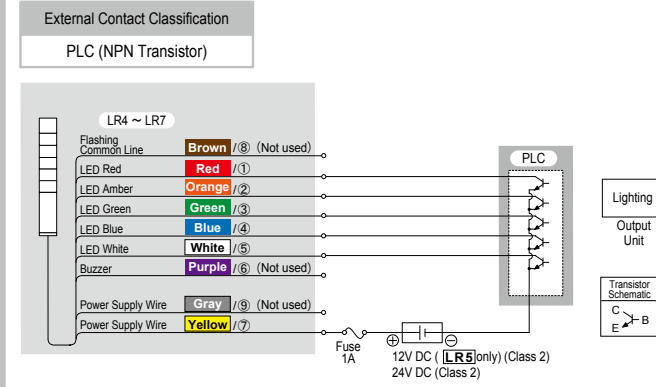 External Contact Classification
PLC (NPN Transistor)
LR4 ~ LR7
Flashing
Common Line
Brown /⑧ (Not used)
LED Red
Red /①
LED Amber
Orange /②
LED Green
Green /③
LED Blue
Blue /④
LED White
White /⑤
Buzzer
Purple /⑥ (Not used)
Power Supply Wire
Gray /⑨ (Not used)
Power Supply Wire
Yellow /⑦
Fuse
1A
⊕ ⊖
12V DC ( LR5 only) (Class 2)
24V DC (Class 2)
PLC
Lighting
Output
Unit
Transistor
Schematic
C
B
E